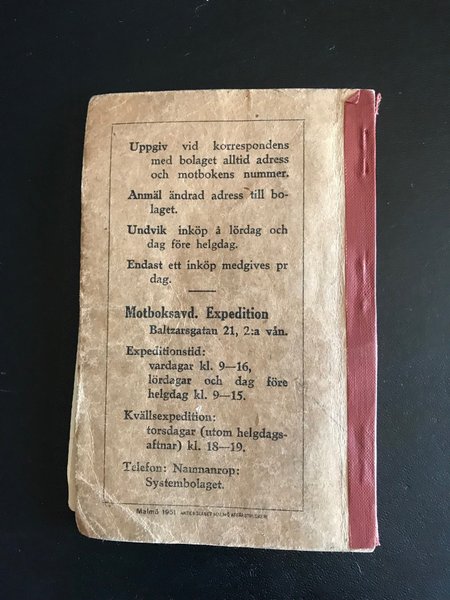 Uppgiv vid korrespondens
med bolaget alltid adress
och motbokens nummer.
Anmäl ändrad adress till bo-
laget.
Undvik inköp å lördag och
dag före helgdag.
Endast ett inköp medgives pr
dag.
Motboksavd. Expedition
Baltzarsgatan 21, 2:a vån.
Expeditionstid:
vardagar kl. 9—16,
lördagar och dag före
helgdag kl. 9—15.
Kvällsexpedition:
torsdagar (utom helgdags-
aftnar) kl. 18—19.
Telefon: Namnanrop:
Systembolaget.
Malmö 1951